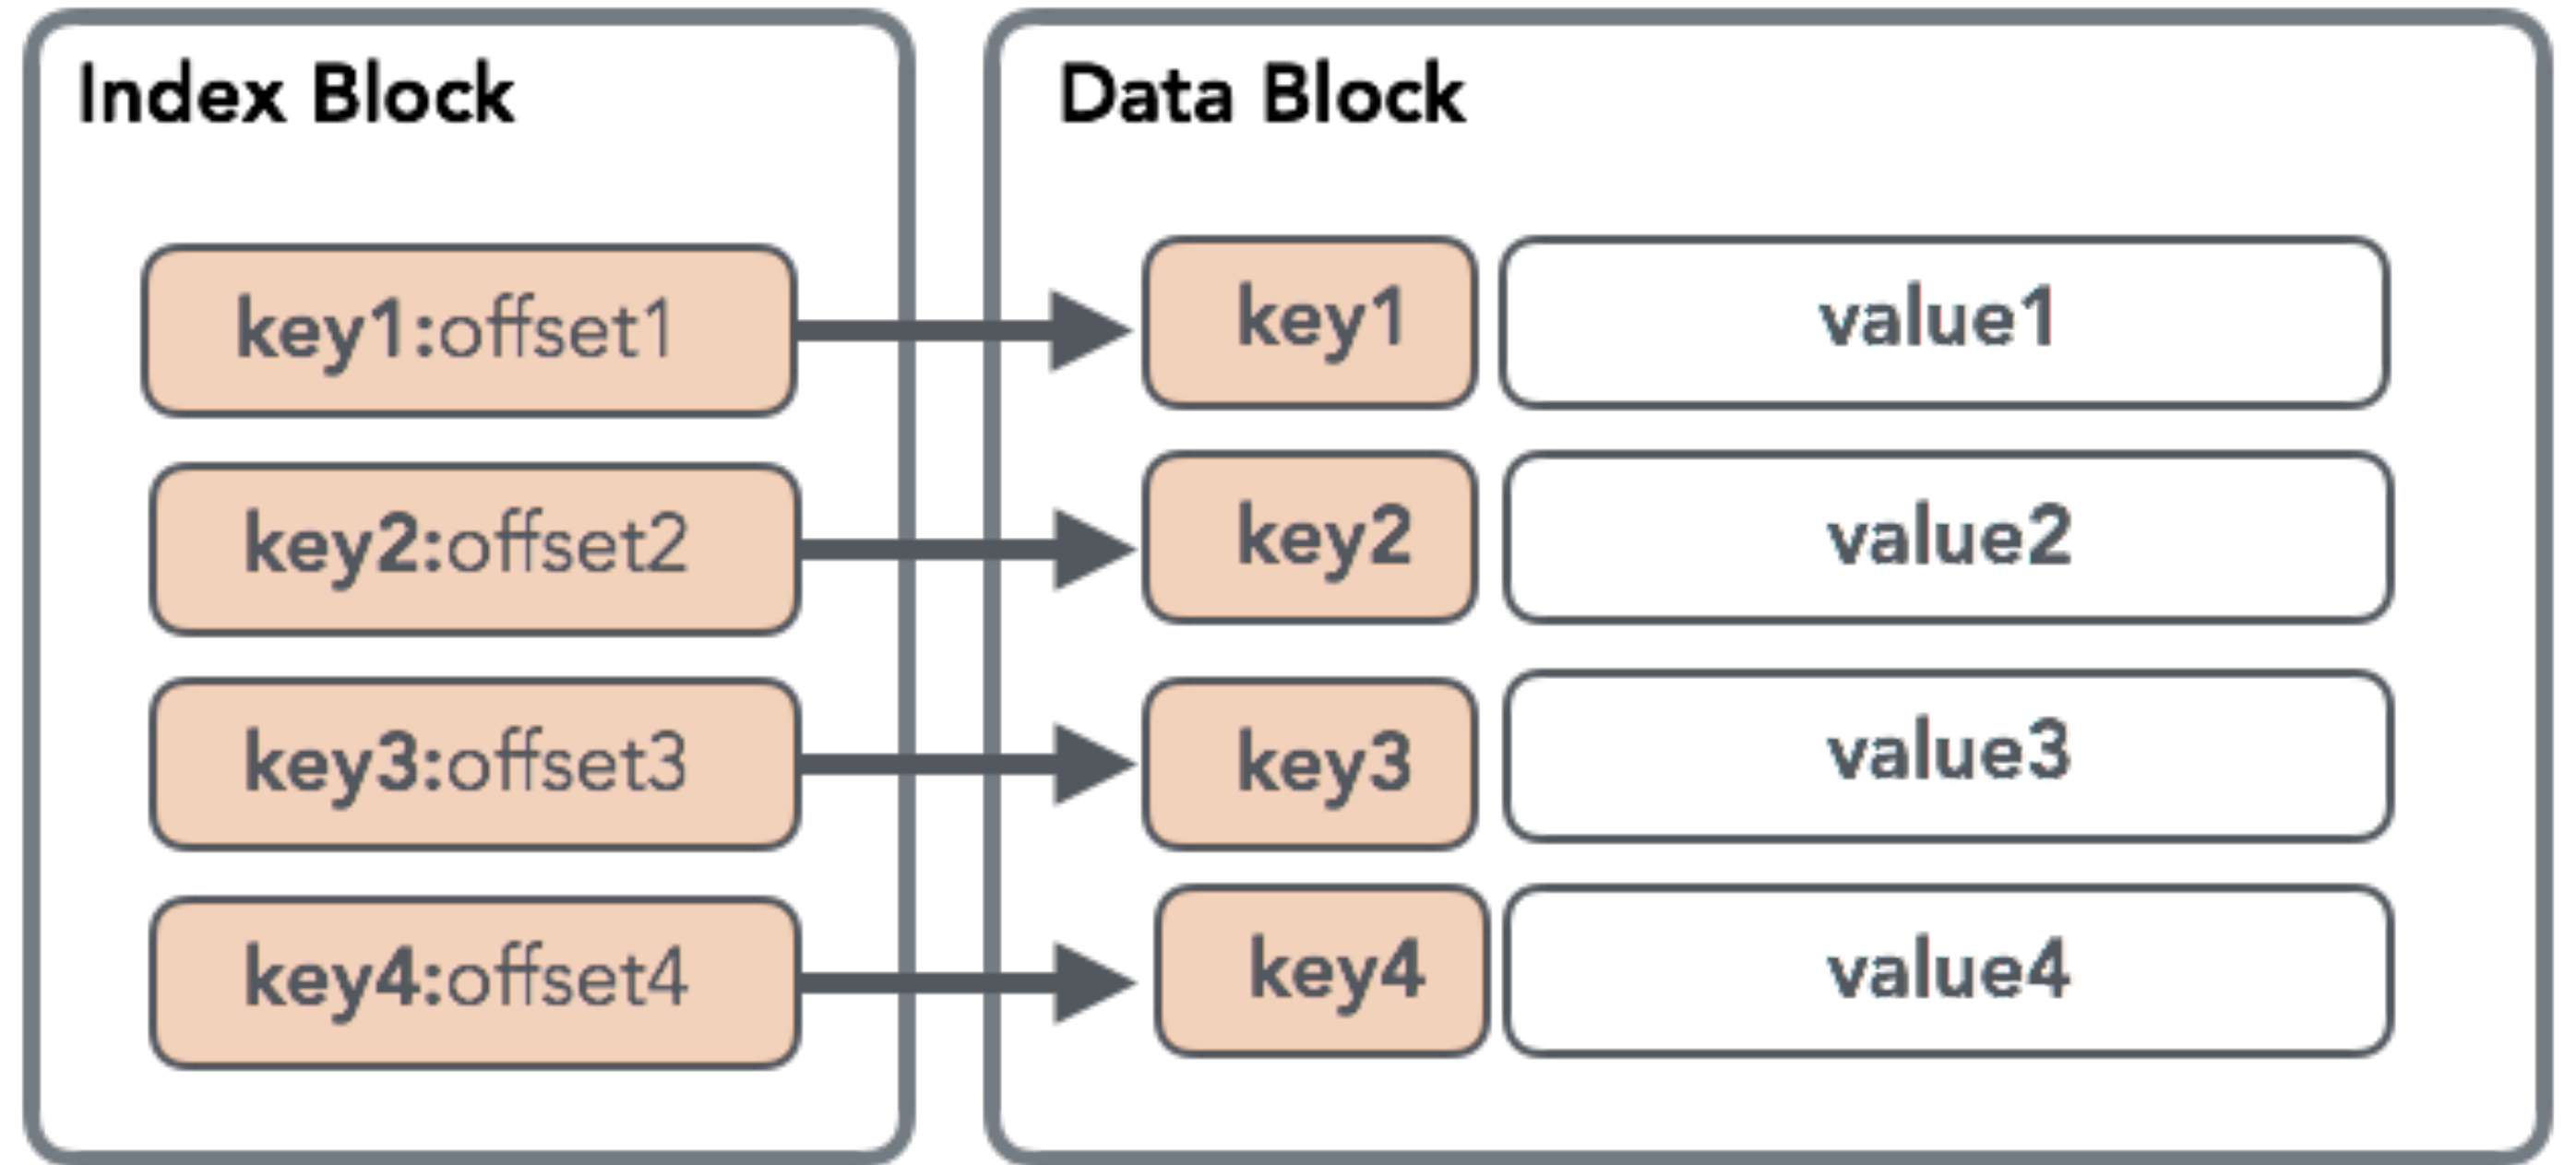 Index Block
key1:offset1
key2:offset2
key3:offset3
key4:offset4
Data Block
key1 value1
key2 value2
key3 value3
key4 value4